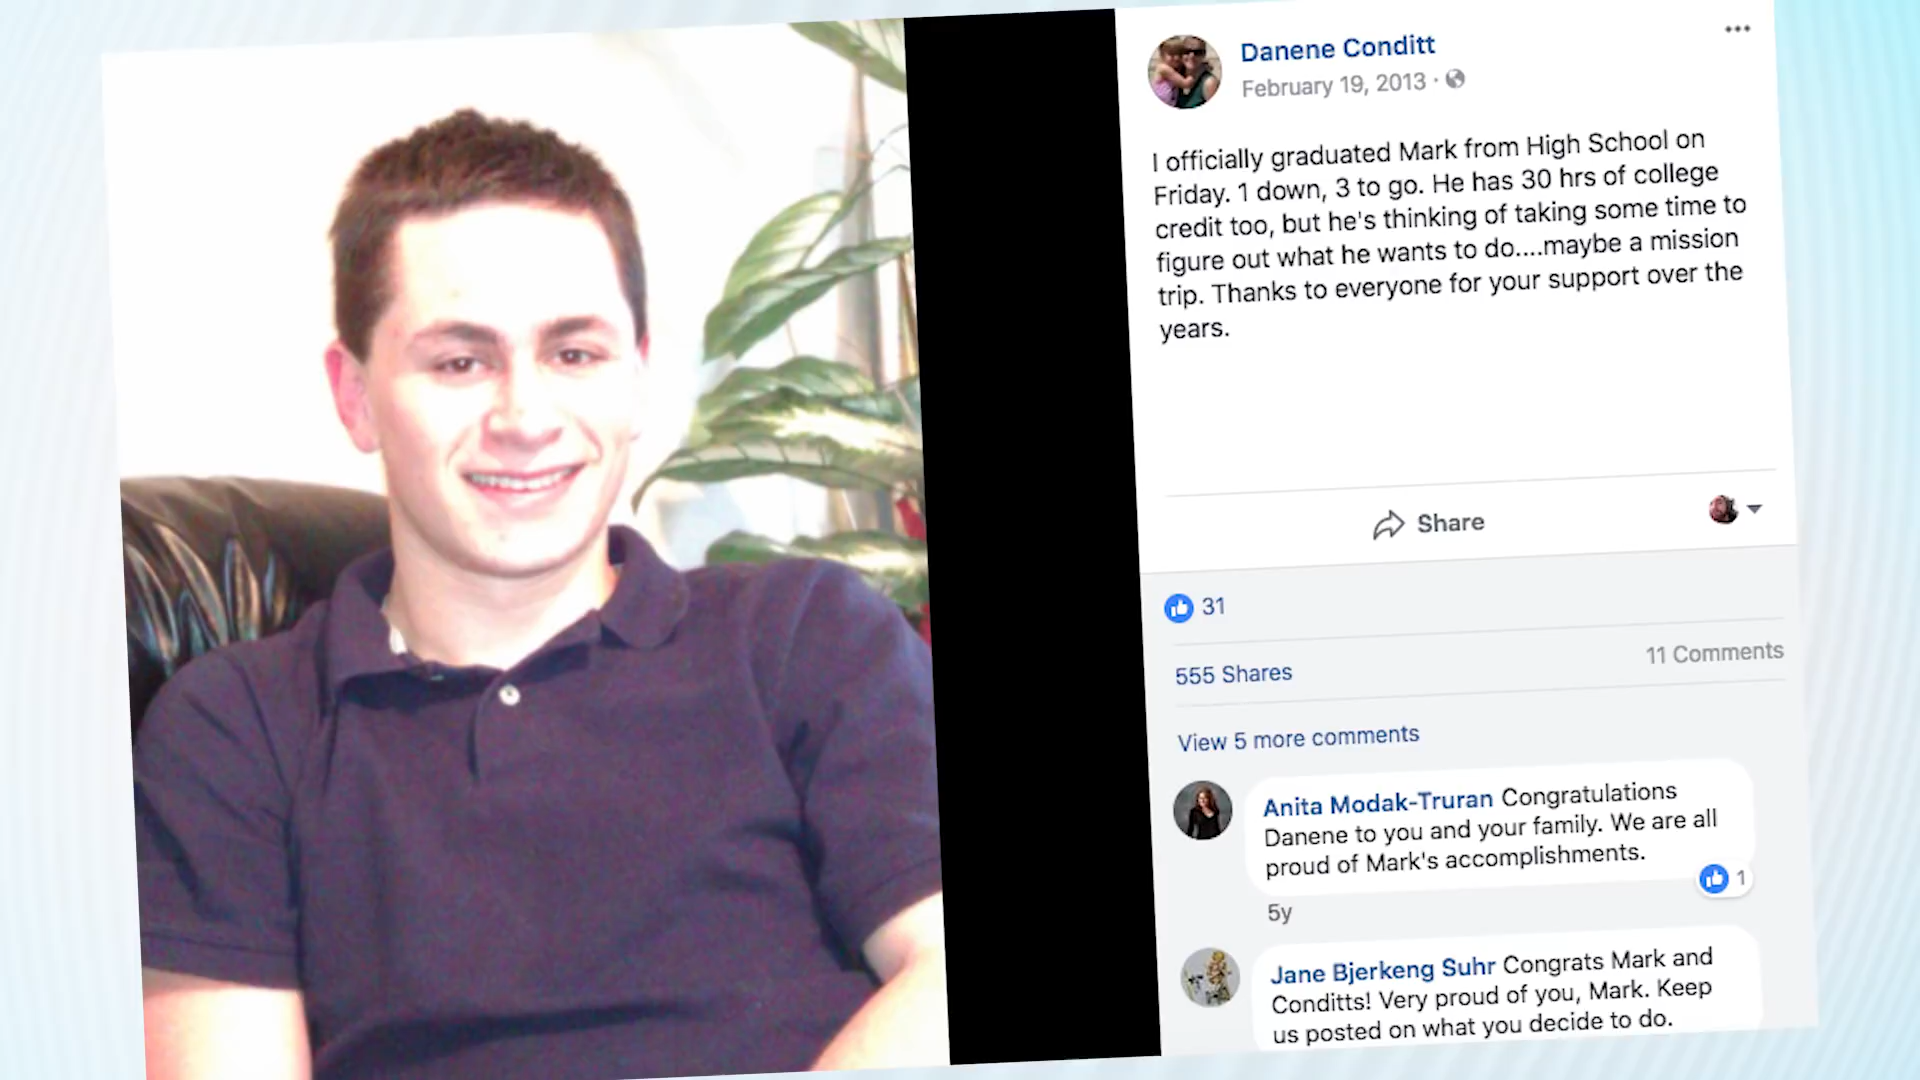 Danene Conditt
February 19, 2013 ·
I officially graduated Mark from High School on
Friday. 1 down, 3 to go. He has 30 hrs of college
credit too, but he's thinking of taking some time to
figure out what he wants to do....maybe a mission
trip. Thanks to everyone for your support over the
years.
Share
31
555 Shares
11 Comments
View 5 more comments
Anita Modak-Truran Congratulations
Danene to you and your family. We are all
proud of Mark's accomplishments.
1
5y
Jane Bjerkeng Suhr Congrats Mark and
Conditts! Very proud of you, Mark. Keep
us posted on what you decide to do.